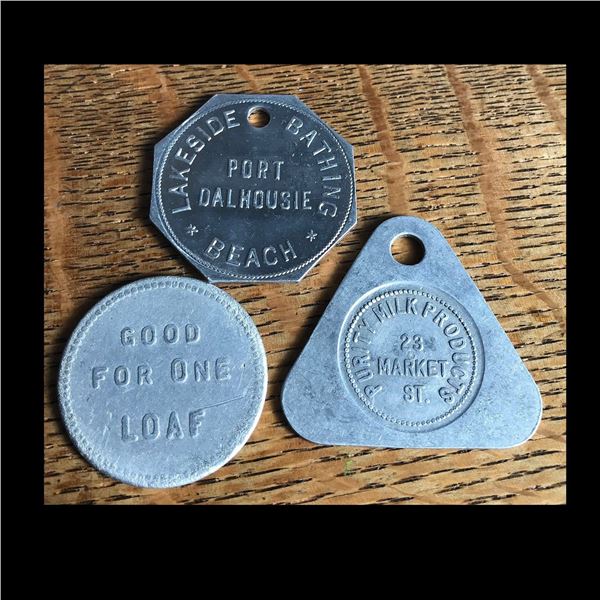 LAKESIDE BATHING
PORT
DALHOUSIE
* BEACH *
GOOD
FOR ONE
LOAF
PURITY MILK PRODUCTS
23
MARKET
ST.